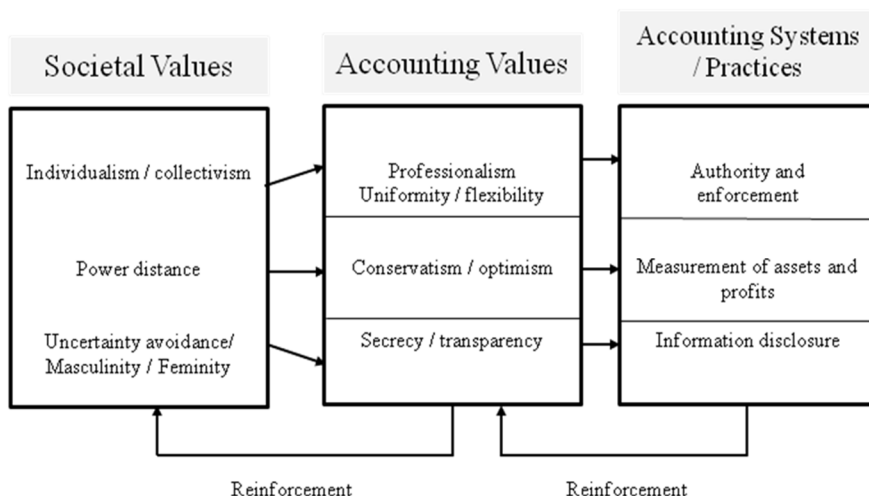 Societal Values
Accounting Values
Accounting Systems
/ Practices
Individualism / collectivism
Power distance
Uncertainty avoidance/
Masculinity / Feminity
Professionalism
Uniformity / flexibility
Conservatism / optimism
Secrecy / transparency
Authority and
enforcement
Measurement of assets and
profits
Information disclosure
Reinforcement
Reinforcement